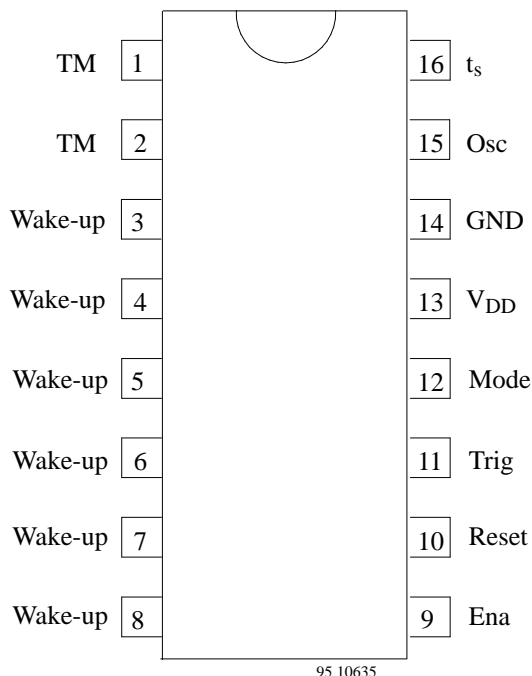 TM 1 16 ts
TM 2 15 Osc
Wake-up 3 14 GND
Wake-up 4 13 VDD
Wake-up 5 12 Mode
Wake-up 6 11 Trig
Wake-up 7 10 Reset
Wake-up 8 9 Ena
95 10635